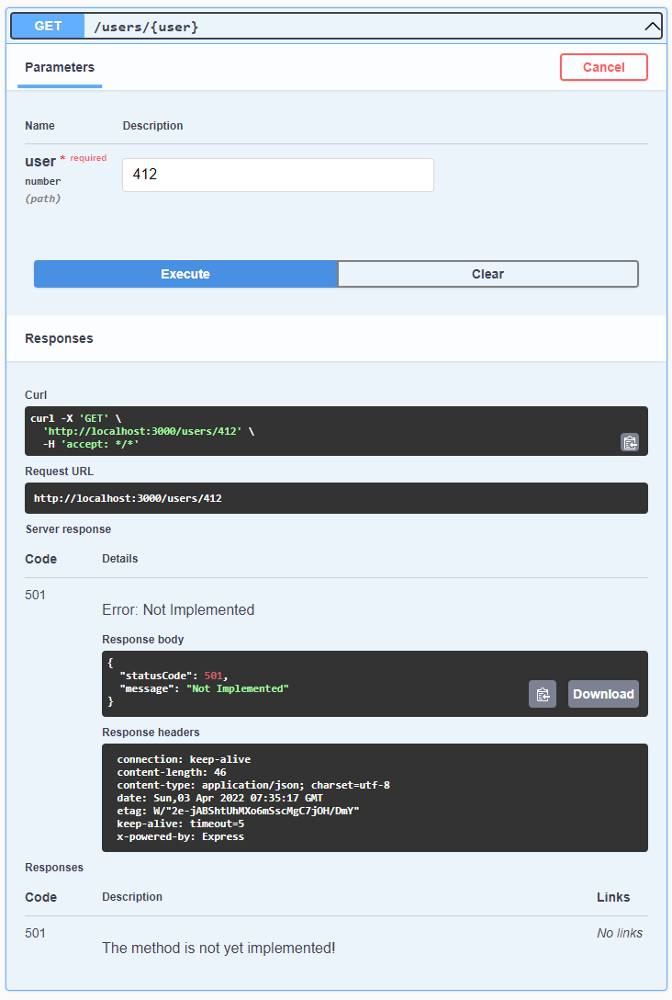 GET /users/{user}
Parameters Cancel
Name Description
user * required
number
(path)
412
Execute Clear
Responses
Curl
curl -X 'GET' \
'http://localhost:3000/users/412' \
-H 'accept: */*'
Request URL
http://localhost:3000/users/412
Server response
Code Details
501
Error: Not Implemented
Response body
{
"statusCode": 501,
"message": "Not Implemented"
}
Download
Response headers
connection: keep-alive
content-length: 46
content-type: application/json; charset=utf-8
date: Sun,03 Apr 2022 07:35:17 GMT
etag: W/"2e-jABShtUhMXo6mSscMgC7jOH/DmY"
keep-alive: timeout=5
x-powered-by: Express
Responses
Code Description Links
501 No links
The method is not yet implemented!